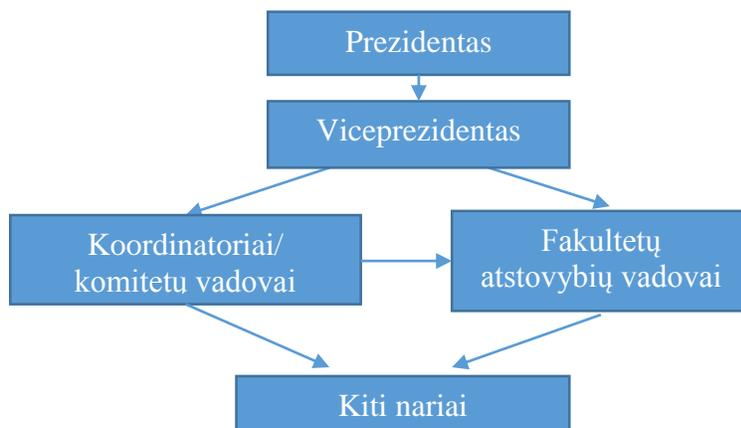 Prezidentas
Viceprezidentas
Koordinatoriai/
komitetų vadovai
Fakultetų
atstovybių vadovai
Kiti nariai